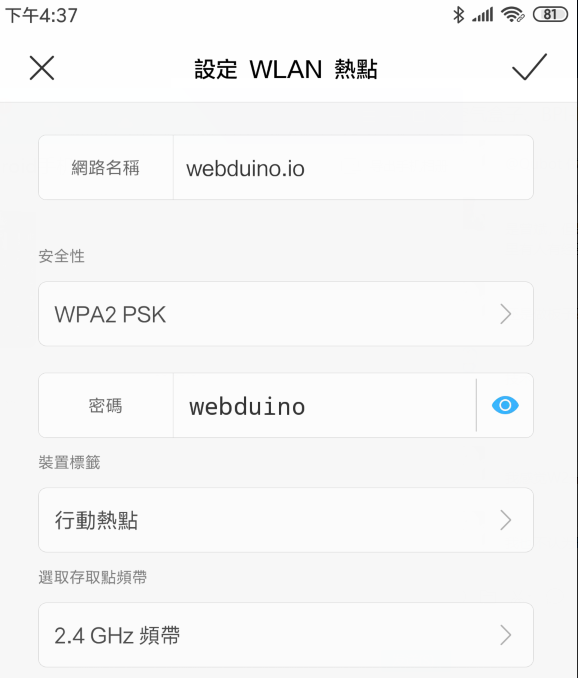 下午4:37
81
設定 WLAN 熱點
網路名稱 webduino.io
安全性
WPA2 PSK
密碼 webduino
裝置標籤
行動熱點
選取存取點頻帶
2.4 GHz 頻帶